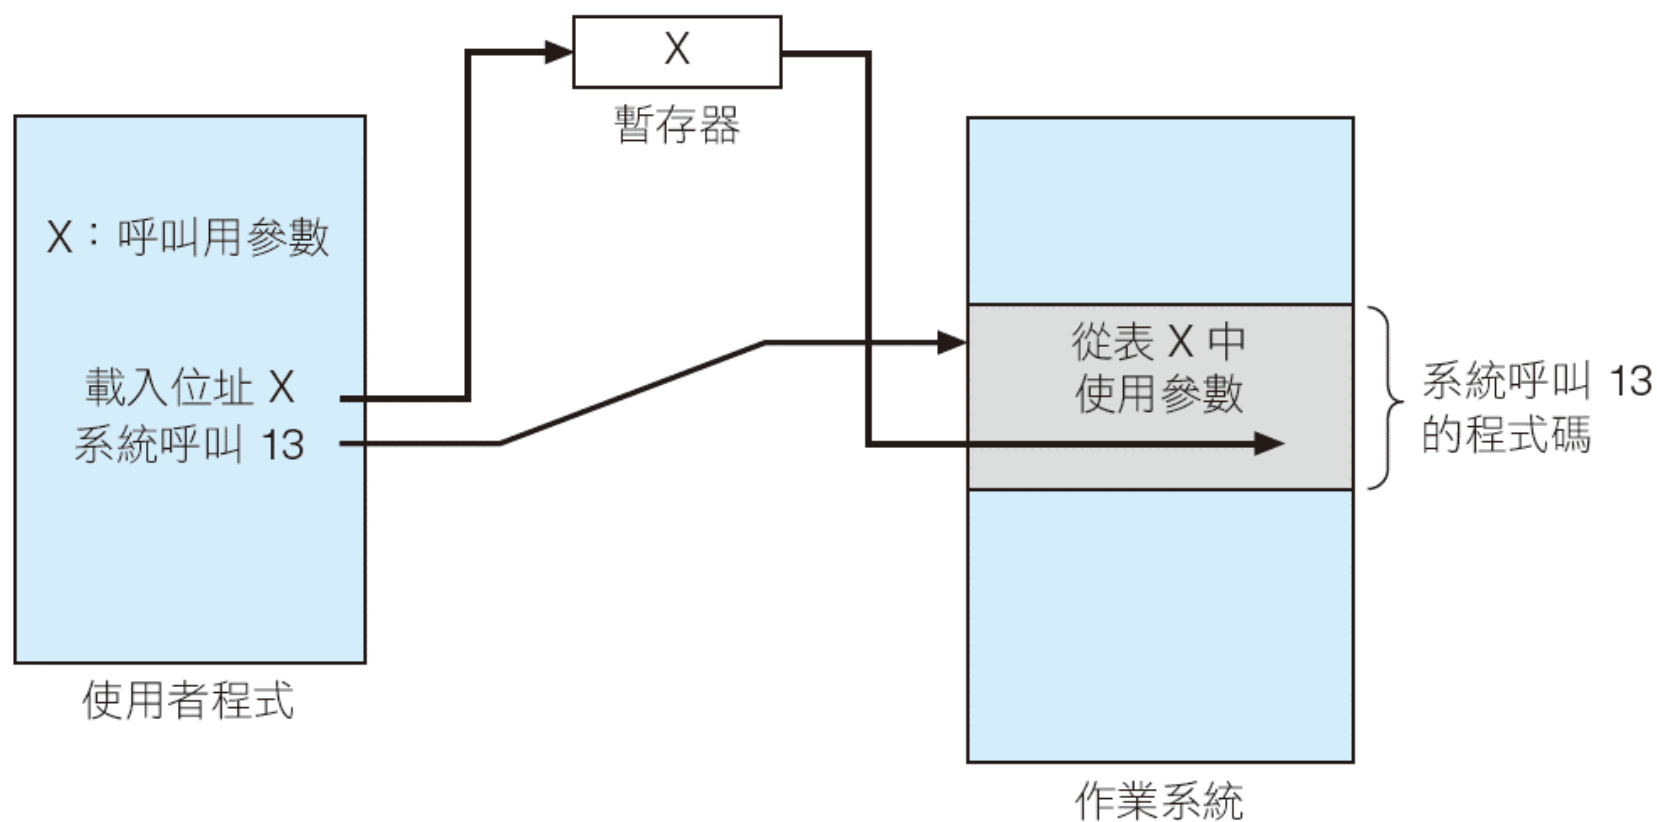 X
暫存器
X：呼叫用參數
載入位址 X
系統呼叫 13
使用者程式
從表 X 中
使用參數
系統呼叫 13
的程式碼
作業系統